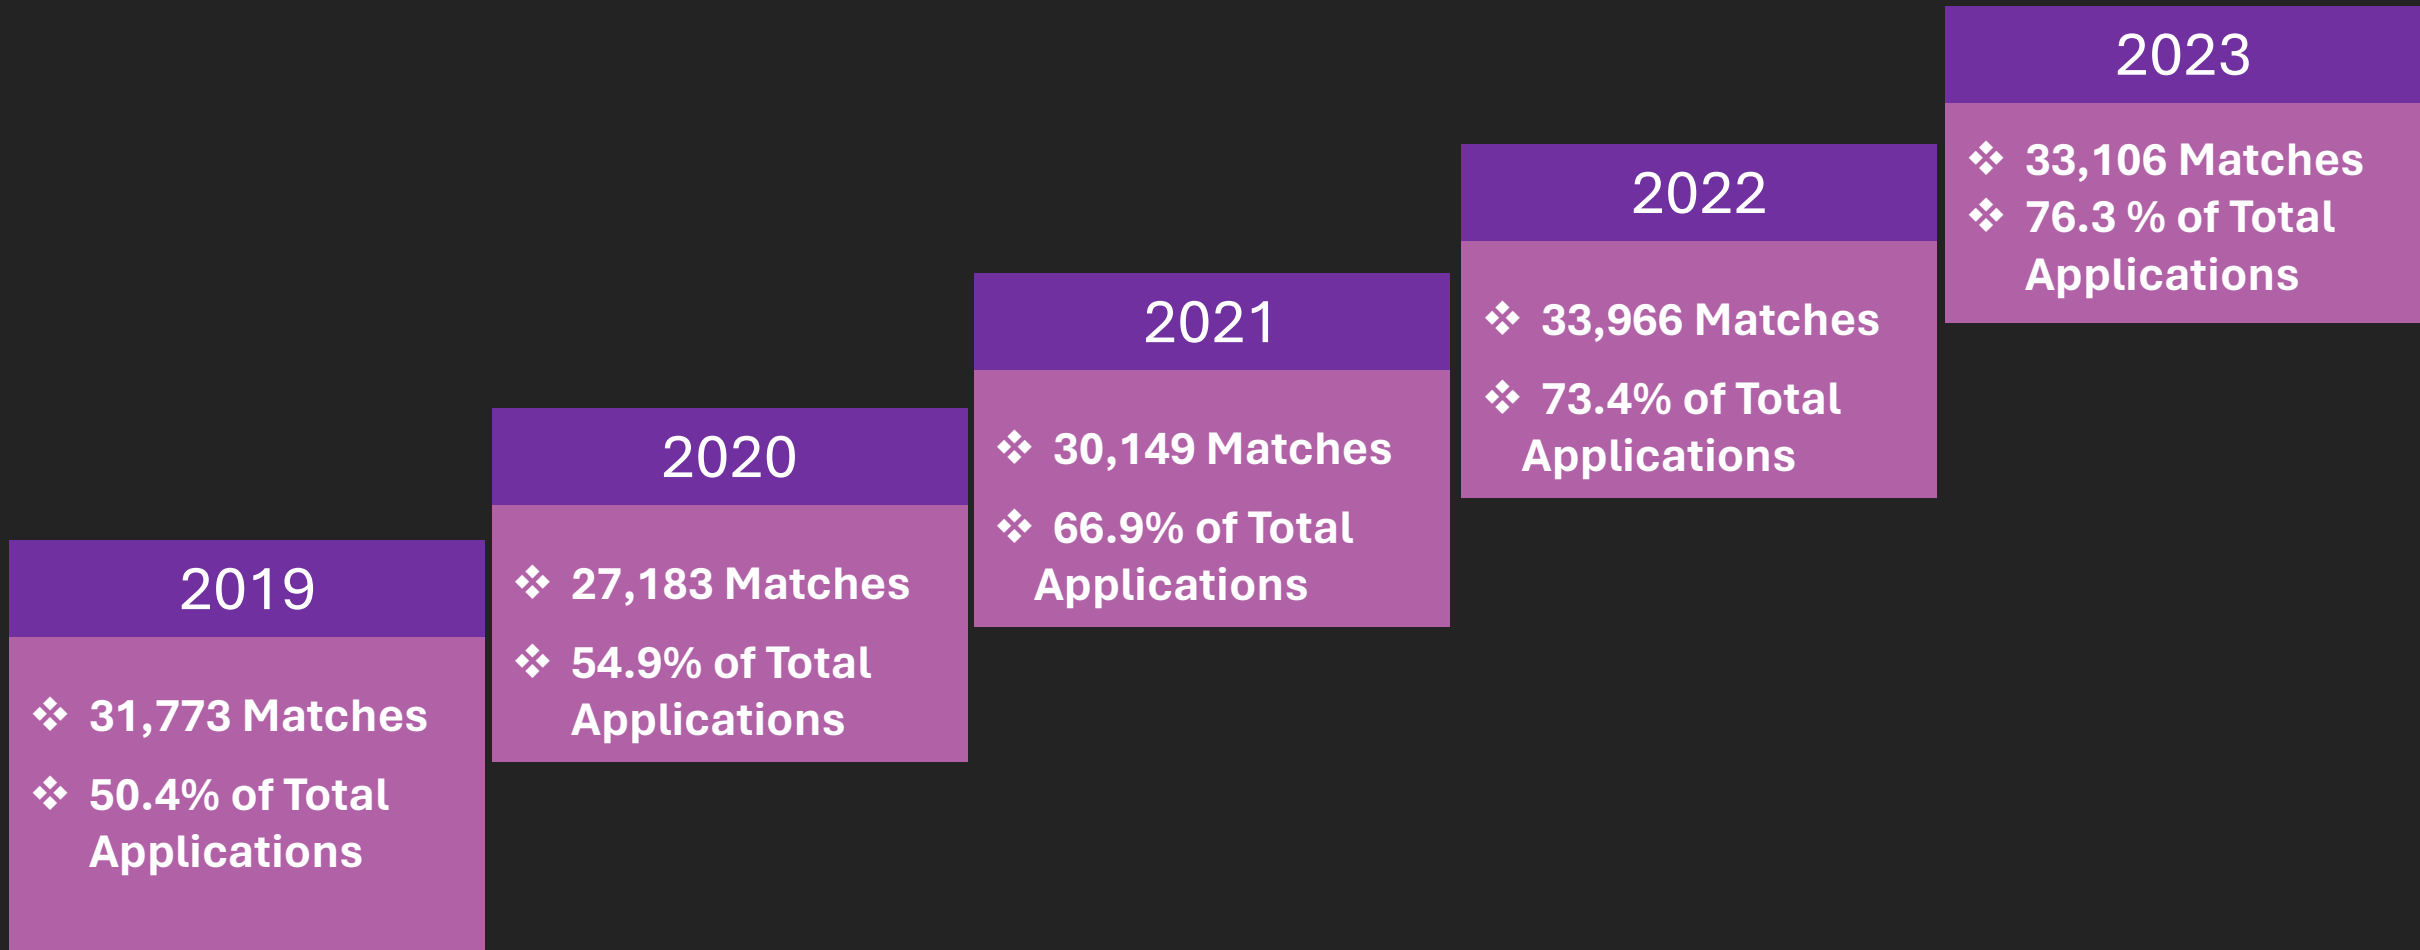 2019
❖ 31,773 Matches
❖ 50.4% of Total
Applications
2020
❖ 27,183 Matches
❖ 54.9% of Total
Applications
2021
❖ 30,149 Matches
❖ 66.9% of Total
Applications
2022
❖ 33,966 Matches
❖ 73.4% of Total
Applications
2023
❖ 33,106 Matches
❖ 76.3 % of Total
Applications